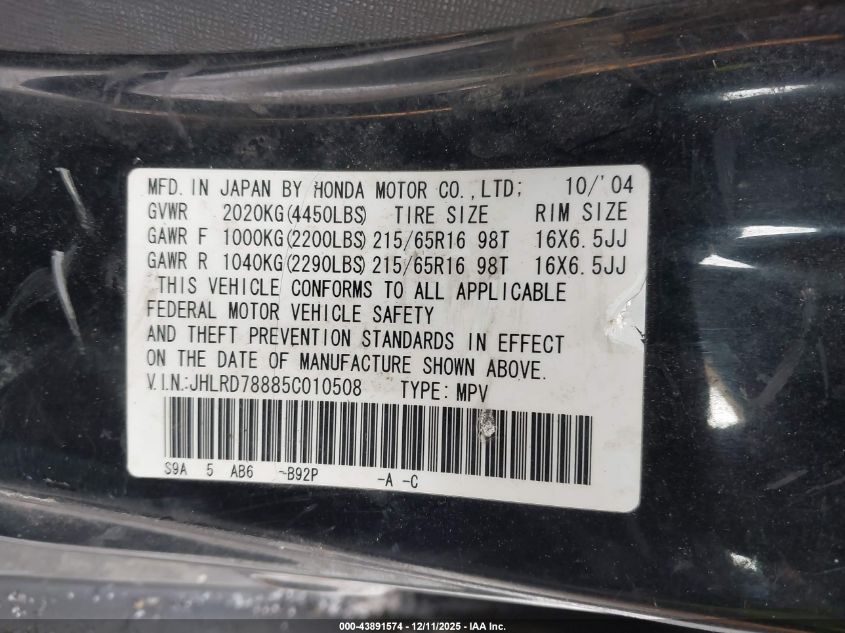 MFD. IN JAPAN BY HONDA MOTOR CO.,LTD; 10/'04
GVWR 2020KG(4450LBS) TIRE SIZE RIM SIZE
GAWR F 1000KG(2200LBS) 215/65R16 98T 16X6.5JJ
GAWR R 1040KG(2290LBS) 215/65R16 98T 16X6.5JJ
THIS VEHICLE CONFORMS TO ALL APPLICABLE
FEDERAL MOTOR VEHICLE SAFETY
AND THEFT PREVENTION STANDARDS IN EFFECT
ON THE DATE OF MANUFACTURE SHOWN ABOVE.
V.I.N:JHLRD78885C010508 TYPE: MPV
S9A 5 AB6 -B92P -A -C
000-43891574 - 12/11/2025 - IAA Inc.